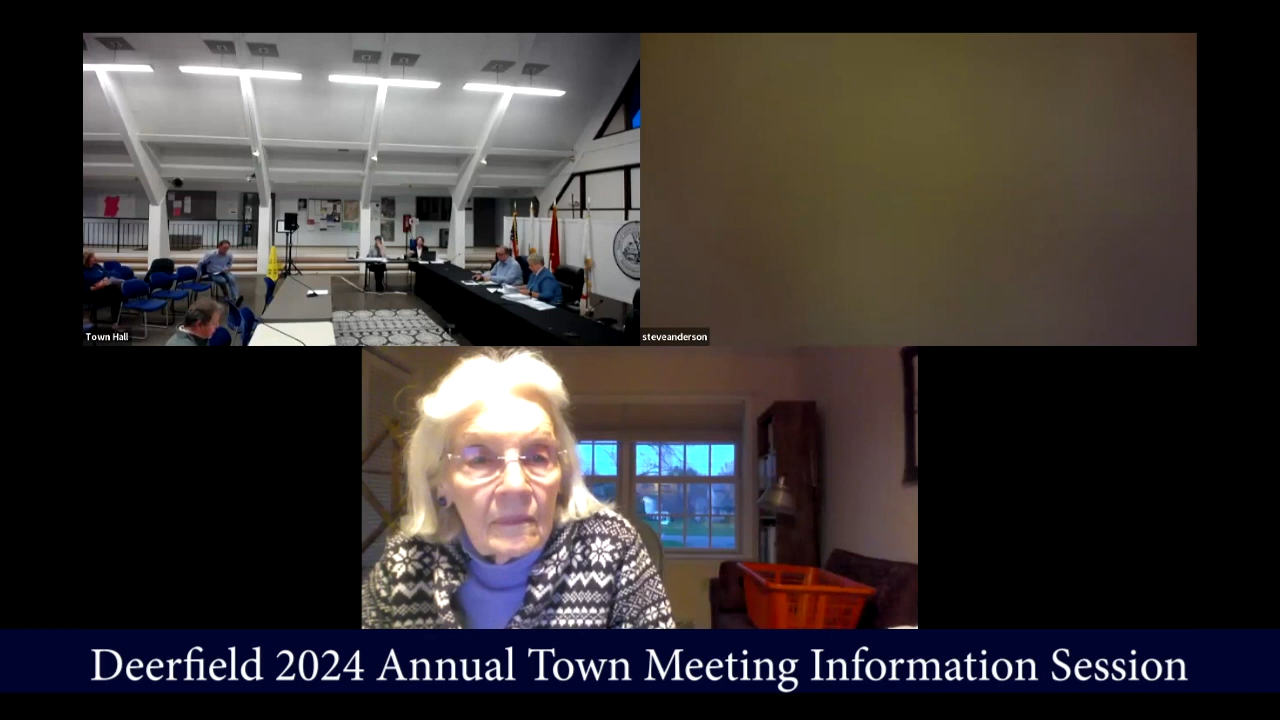 Town Hall
steveanderson
Deerfield 2024 Annual Town Meeting Information Session